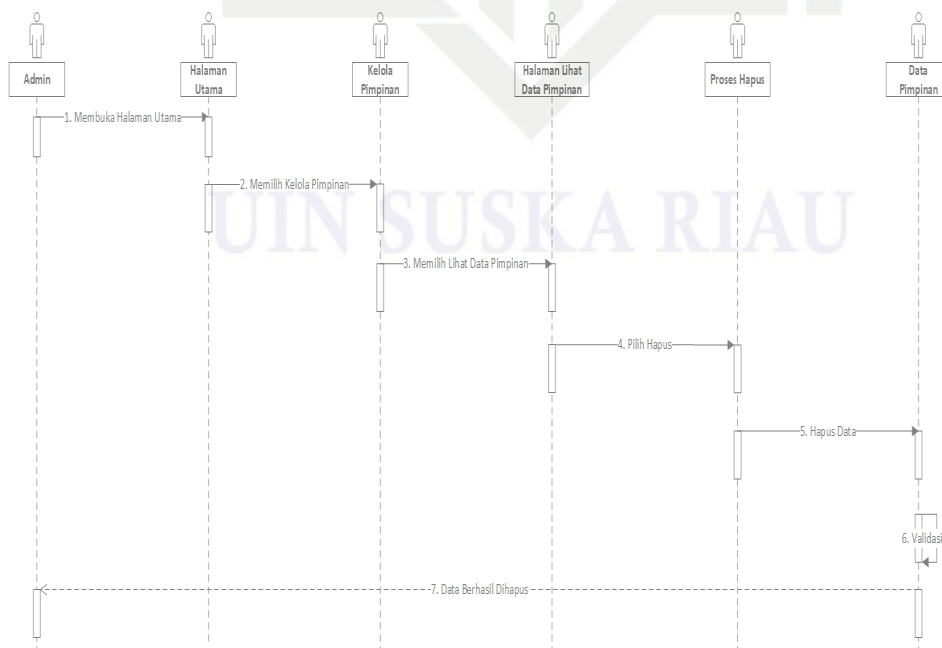 Admin
Halaman
Utama
Kelola
Pimpinan
Halaman Lihat
Data Pimpinan
Proses Hapus
Data
Pimpinan
1. Membuka Halaman Utama
2. Memilih Kelola Pimpinan
UIN SUSKA RIAU
3. Memilih Lihat Data Pimpinan
4. Pilih Hapus
5. Hapus Data
6. Validasi
7. Data Berhasil Dihapus